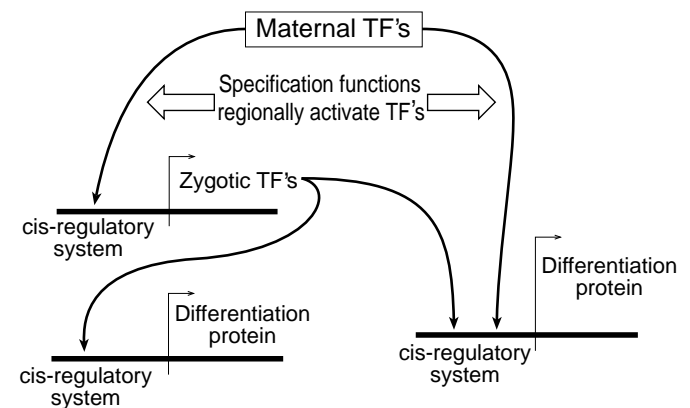 Maternal TF's
Specification functions
regionally activate TF's
Zygotic TF's
cis-regulatory
system
Differentiation
protein
Differentiation
protein
cis-regulatory
system
cis-regulatory
system